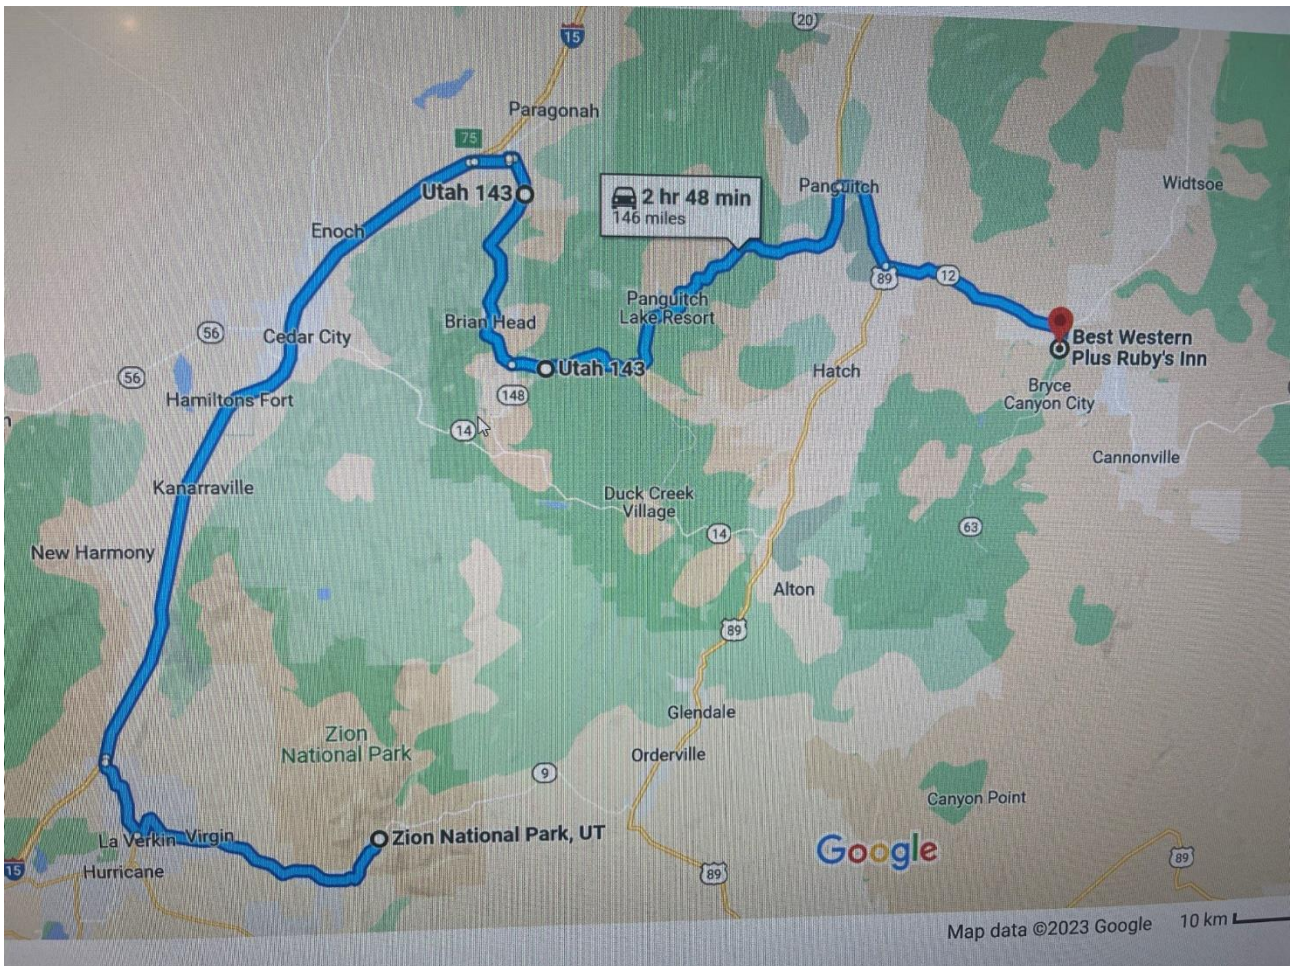 20
15
Paragonah
75
Utah 143
2 hr 48 min
146 miles
Panguitch
Widtsoe
Enoch
89
12
Panguitch
Lake Resort
Brian Head
56
Cedar City
Best Western
Plus Ruby's Inn
Utah 143
Hatch
56
Bryce
Canyon City
148
Hamiltons Fort
14
Cannonville
Kanarraville
Duck Creek
Village
63
14
New Harmony
Alton
89
Glendale
Zion
National Park
Orderville
9
Canyon Point
Zion National Park, UT
La Verkin
Virgin
Google
89
15
Hurricane
89
Map data ©2023 Google
10 km